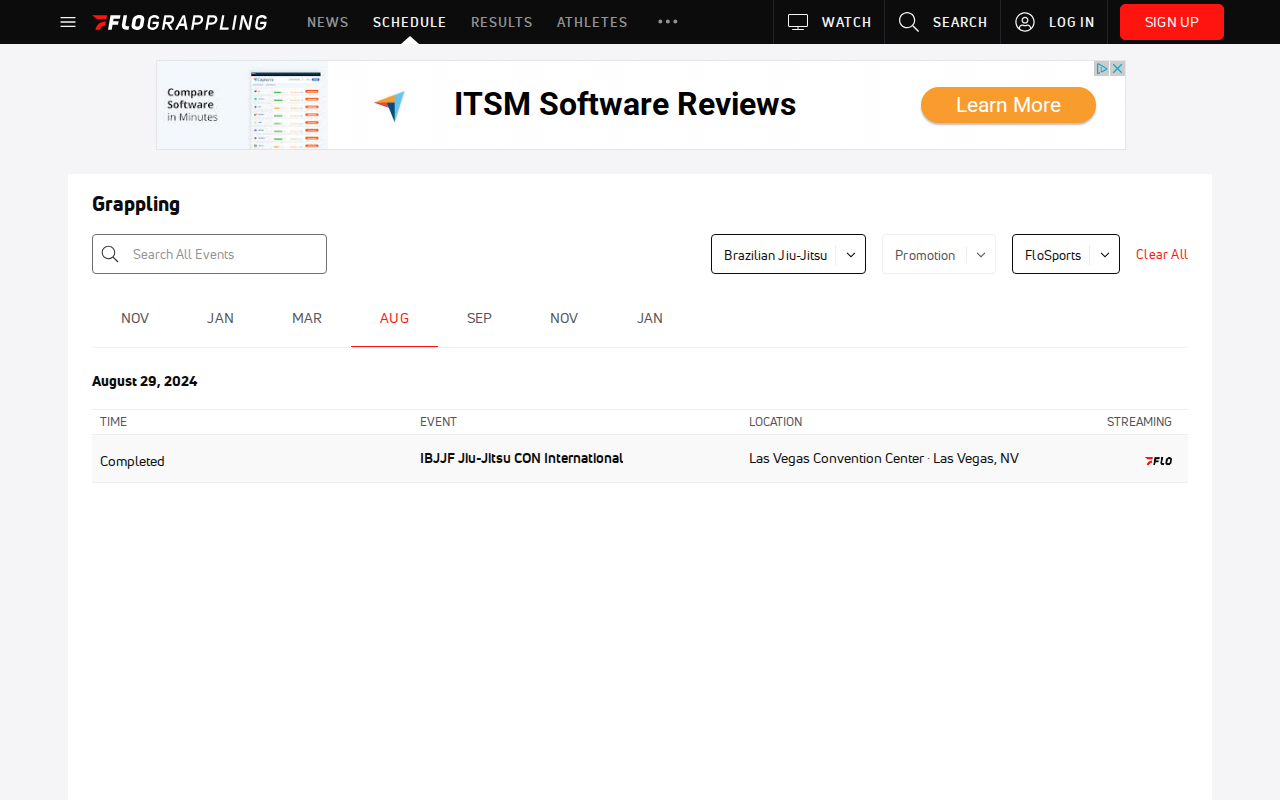 FLOGRAPPLING
NEWS
SCHEDULE
RESULTS
ATHLETES
WATCH
SEARCH
LOG IN
SIGN UP
Compare
Software
in Minutes
ITSM Software Reviews
Learn More
Grappling
Search All Events
Brazilian Jiu-Jitsu
Promotion
FloSports
Clear All
NOV
JAN
MAR
AUG
SEP
NOV
JAN
August 29, 2024
TIME
EVENT
LOCATION
STREAMING
Completed
IBJJF Jiu-Jitsu CON International
Las Vegas Convention Center · Las Vegas, NV
FLO